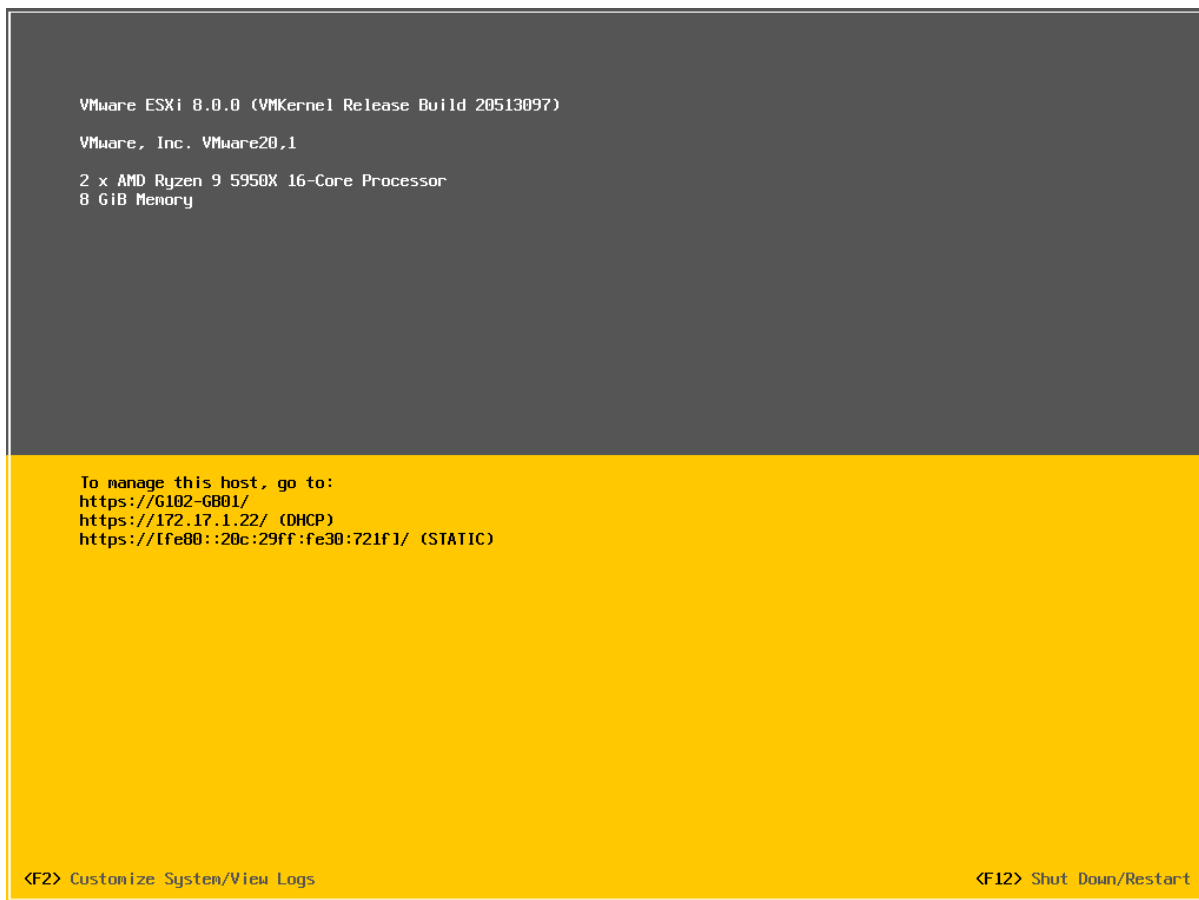 VMware ESXi 8.0.0 (VMKernel Release Build 20513097)
VMware, Inc. VMware20,1
2 x AMD Ryzen 9 5950X 16-Core Processor
8 GiB Memory
To manage this host, go to:
https://G102-GB01/
https://172.17.1.22/ (DHCP)
https://[fe80::20c:29ff:fe30:721f]/ (STATIC)
<F2> Customize System/View Logs
<F12> Shut Down/Restart